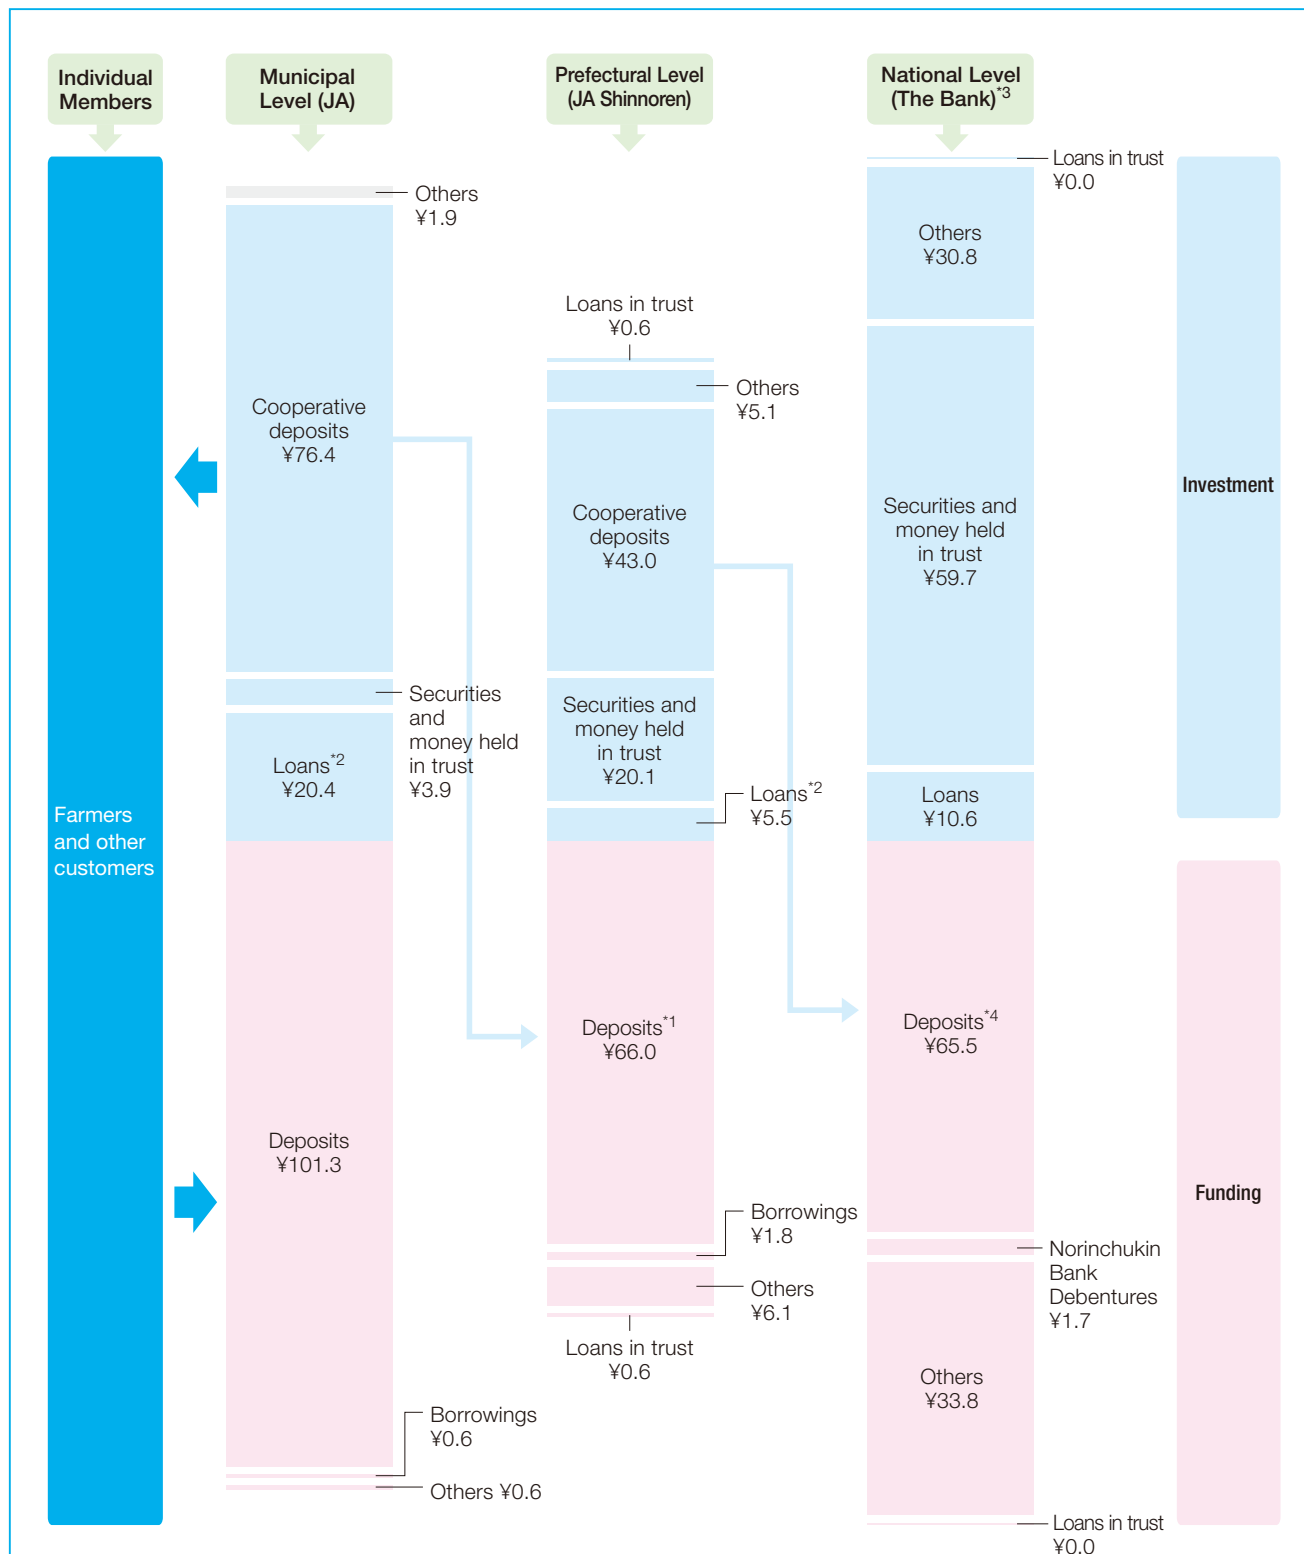 Individual
Members
Municipal
Level (JA)
Prefectural Level
(JA Shinnoren)
National Level
(The Bank)*3
Farmers
and other
customers
Others
¥1.9
Cooperative
deposits
¥76.4
Securities
and
money held
in trust
¥3.9
Loans*2
¥20.4
Deposits
¥101.3
Borrowings
¥0.6
Others ¥0.6
Loans in trust
¥0.6
Others
¥5.1
Cooperative
deposits
¥43.0
Securities and
money held
in trust
¥20.1
Loans*2
¥5.5
Deposits*1
¥66.0
Borrowings
¥1.8
Others
¥6.1
Loans in trust
¥0.6
Loans in trust
¥0.0
Others
¥30.8
Securities and
money held
in trust
¥59.7
Loans
¥10.6
Deposits*4
¥65.5
Norinchukin
Bank
Debentures
¥1.7
Others
¥33.8
Loans in trust
¥0.0
Investment
Funding